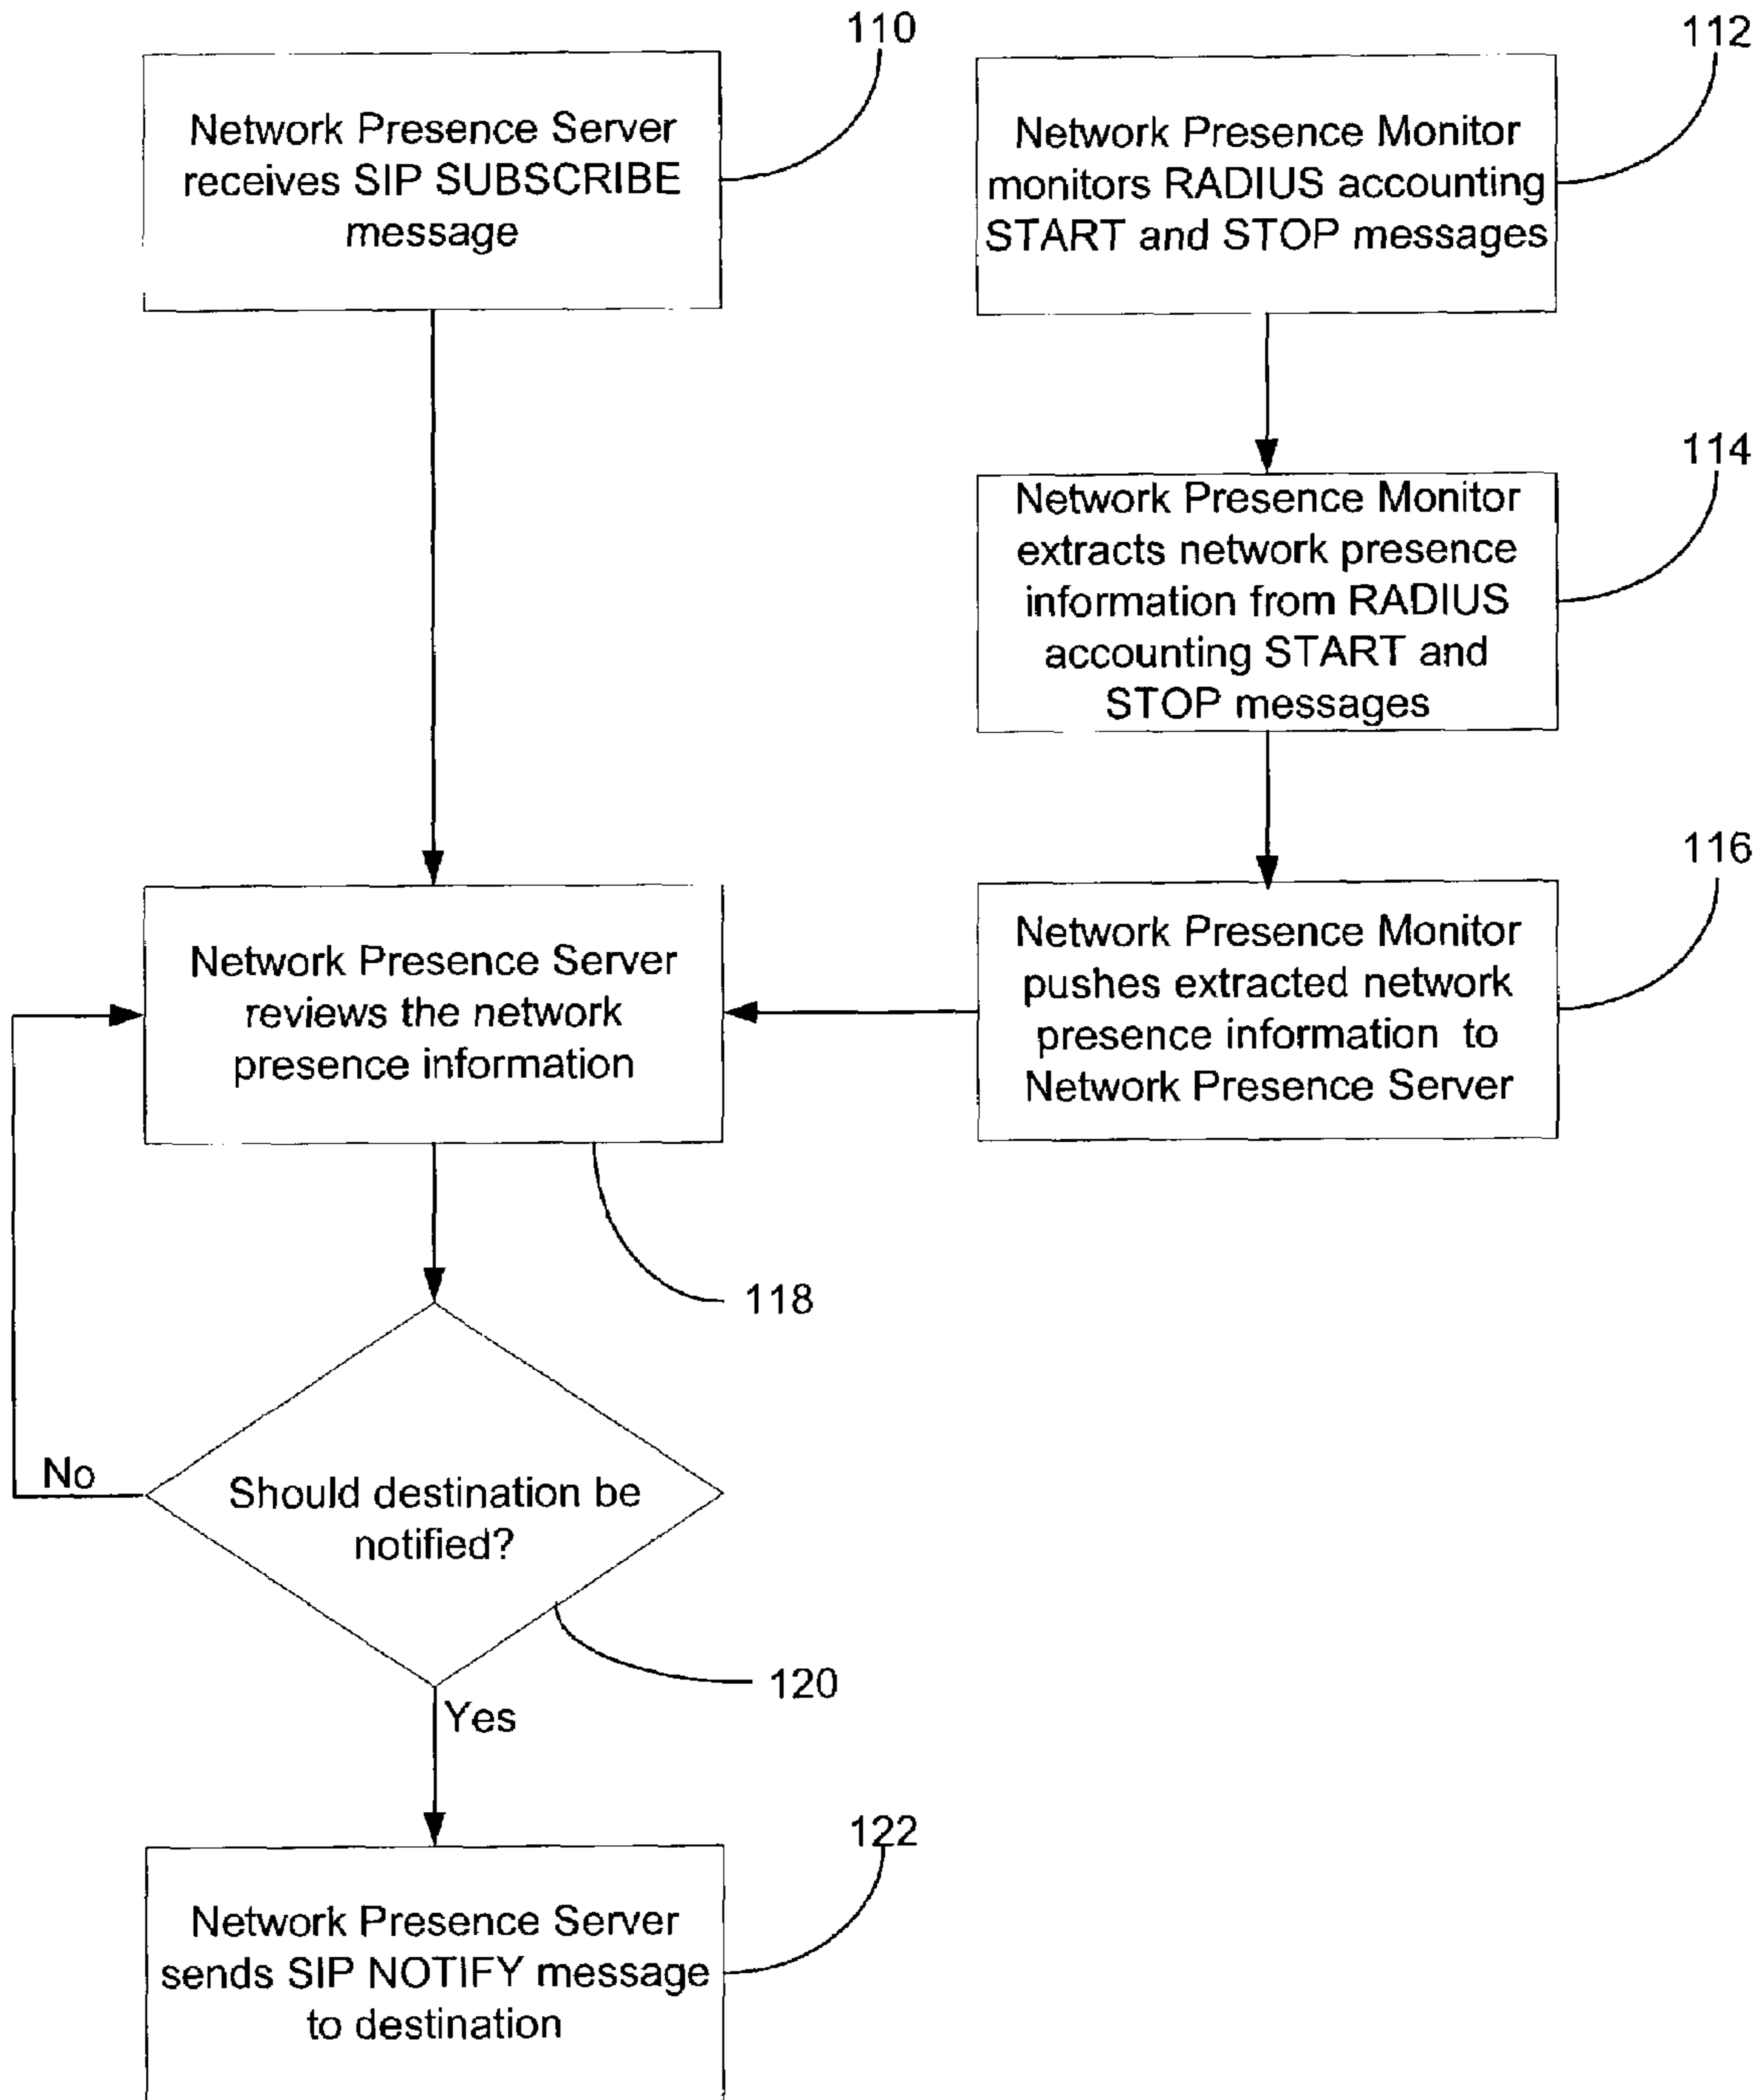 110
Network Presence Server
receives SIP SUBSCRIBE
message
112
Network Presence Monitor
monitors RADIUS accounting
START and STOP messages
114
Network Presence Monitor
extracts network presence
information from RADIUS
accounting START and
STOP messages
116
Network Presence Monitor
pushes extracted network
presence information to
Network Presence Server
Network Presence Server
reviews the network
presence information
118
No
Should destination be
notified?
120
Yes
122
Network Presence Server
sends SIP NOTIFY message
to destination